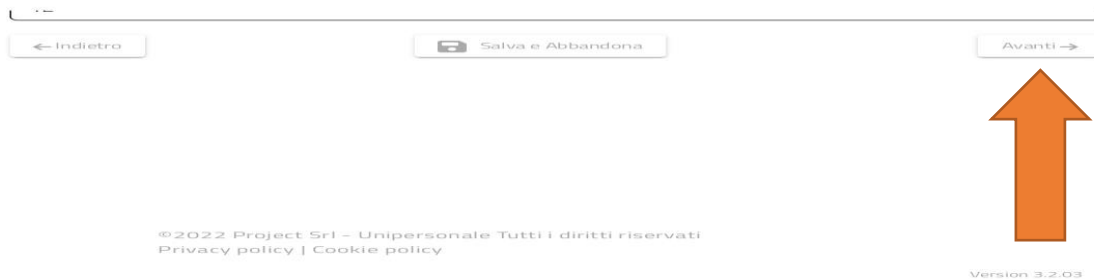 ← Indietro
Salva e Abbandona
Avanti →
©2022 Project Srl - Unipersonale Tutti i diritti riservati
Privacy policy | Cookie policy
Version 3.2.03